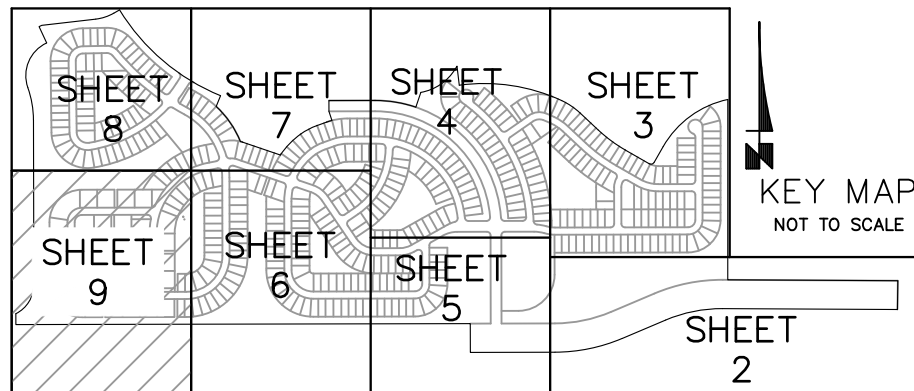 SHEET
8
SHEET
7
SHEET
4
SHEET
3
N
KEY MAP
NOT TO SCALE
SHEET
9
SHEET
6
SHEET
5
SHEET
2